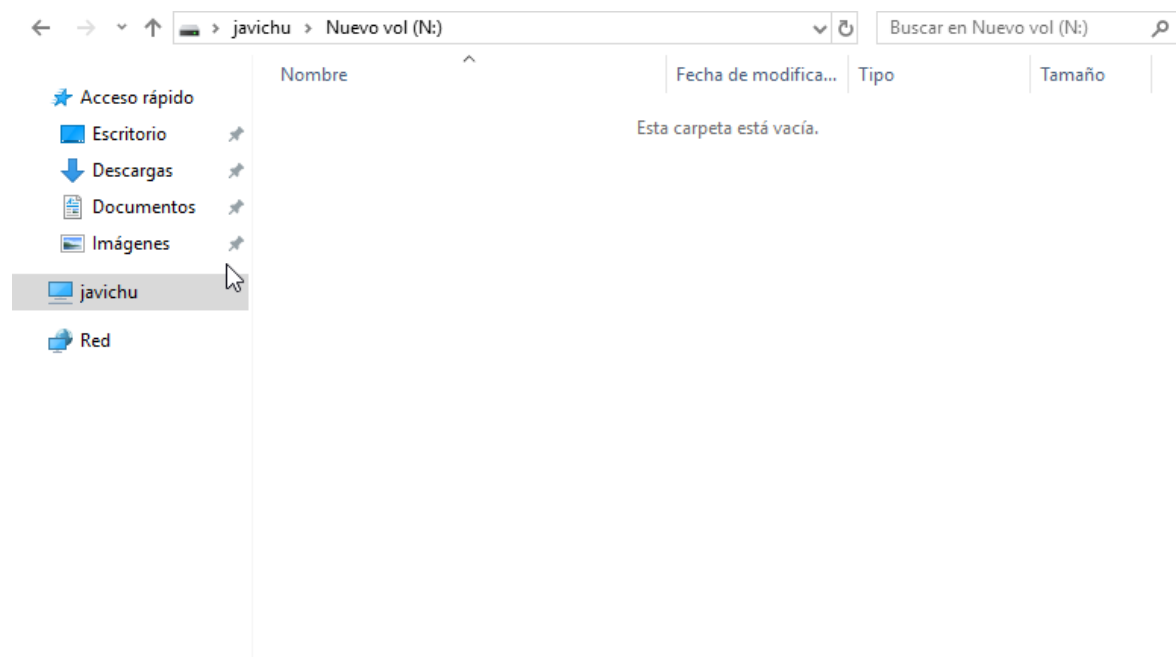 javichu > Nuevo vol (N:)
Buscar en Nuevo vol (N:)
Nombre
Fecha de modifica...
Tipo
Tamaño
Esta carpeta está vacía.
Acceso rápido
Escritorio
Descargas
Documentos
Imágenes
javichu
Red